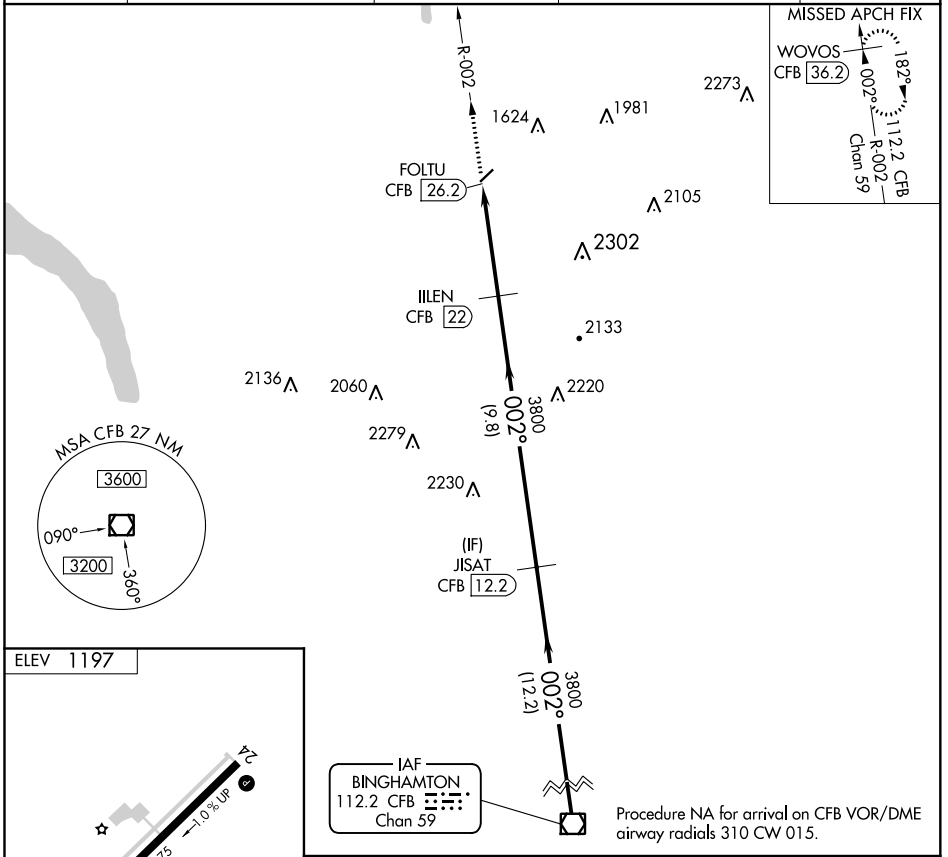 MISSED APCH FIX
WOVOS
CFB 36.2
182°
002°
112.2 CFB
R-002
Chan 59
R-002
2273
1624
1981
FOLTU
CFB 26.2
2105
2302
IILEN
CFB 22
2133
2136
2060
2220
3800
002°
(9.8)
2279
MSA CFB 27 NM
3600
090°
3200
360°
2230
(IF)
JISAT
CFB 12.2
ELEV 1197
3800
002°
(12.2)
24
P
1.0% UP
75
IAF
BINGHAMTON
112.2 CFB
Chan 59
Procedure NA for arrival on CFB VOR/DME
airway radials 310 CW 015.